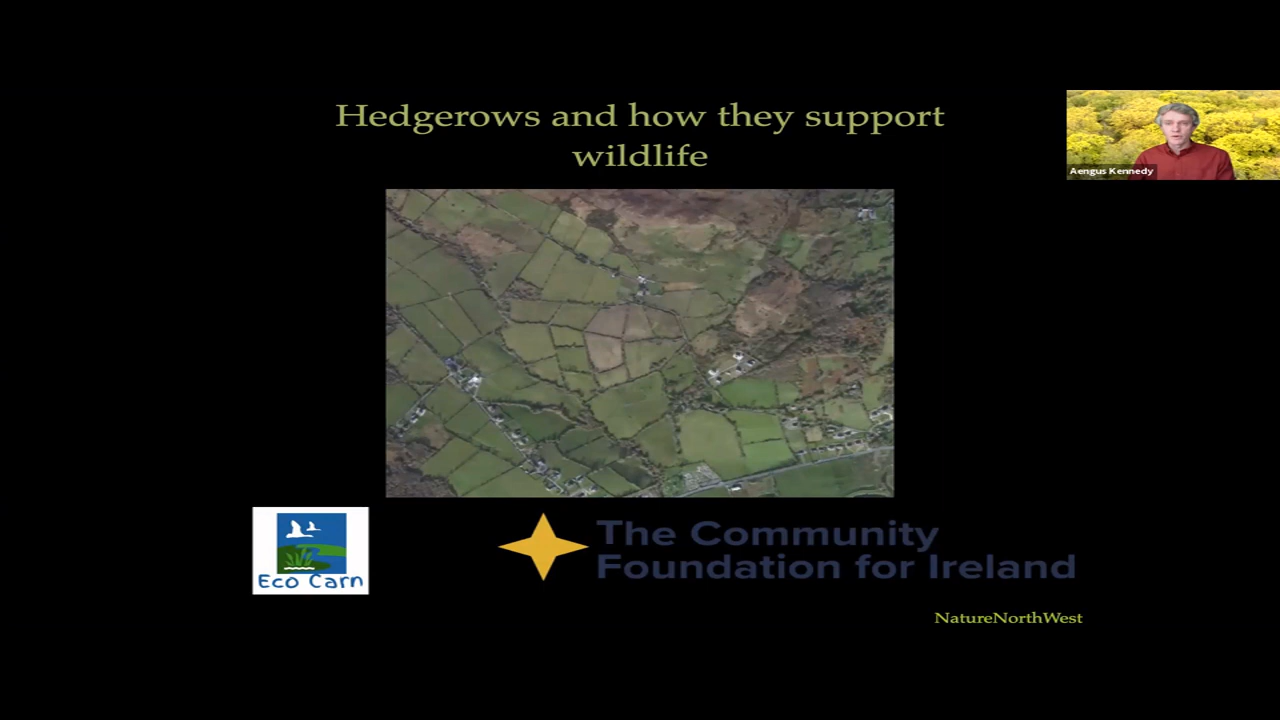 Hedgerows and how they support
wildlife
Aengus Kennedy
Eco Carn
The Community
Foundation for Ireland
NatureNorthWest